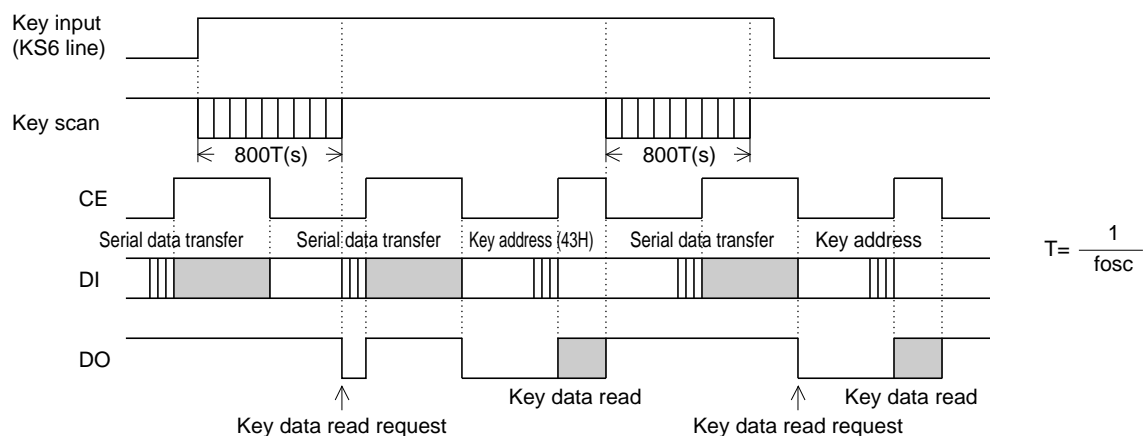 Key input
(KS6 line)
Key scan
800T(s)
800T(s)
CE
Serial data transfer
Serial data transfer
Key address (43H)
Serial data transfer
Key address
T= 1
fosc
DI
DO
Key data read
Key data read
Key data read request
Key data read request